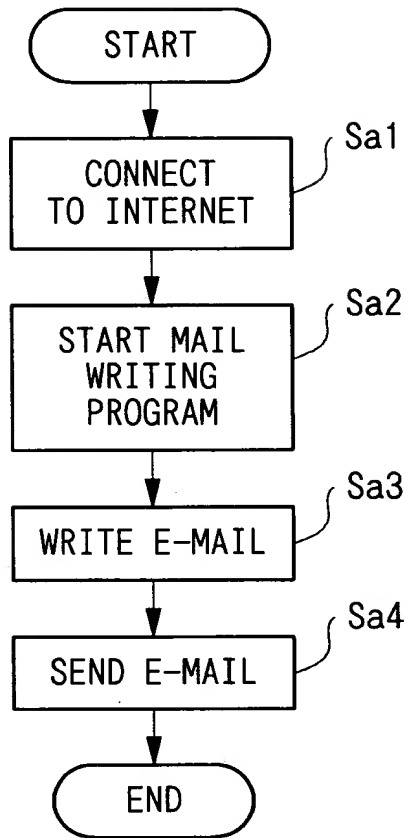 START
Sa1
CONNECT
TO INTERNET
Sa2
START MAIL
WRITING
PROGRAM
Sa3
WRITE E-MAIL
Sa4
SEND E-MAIL
END